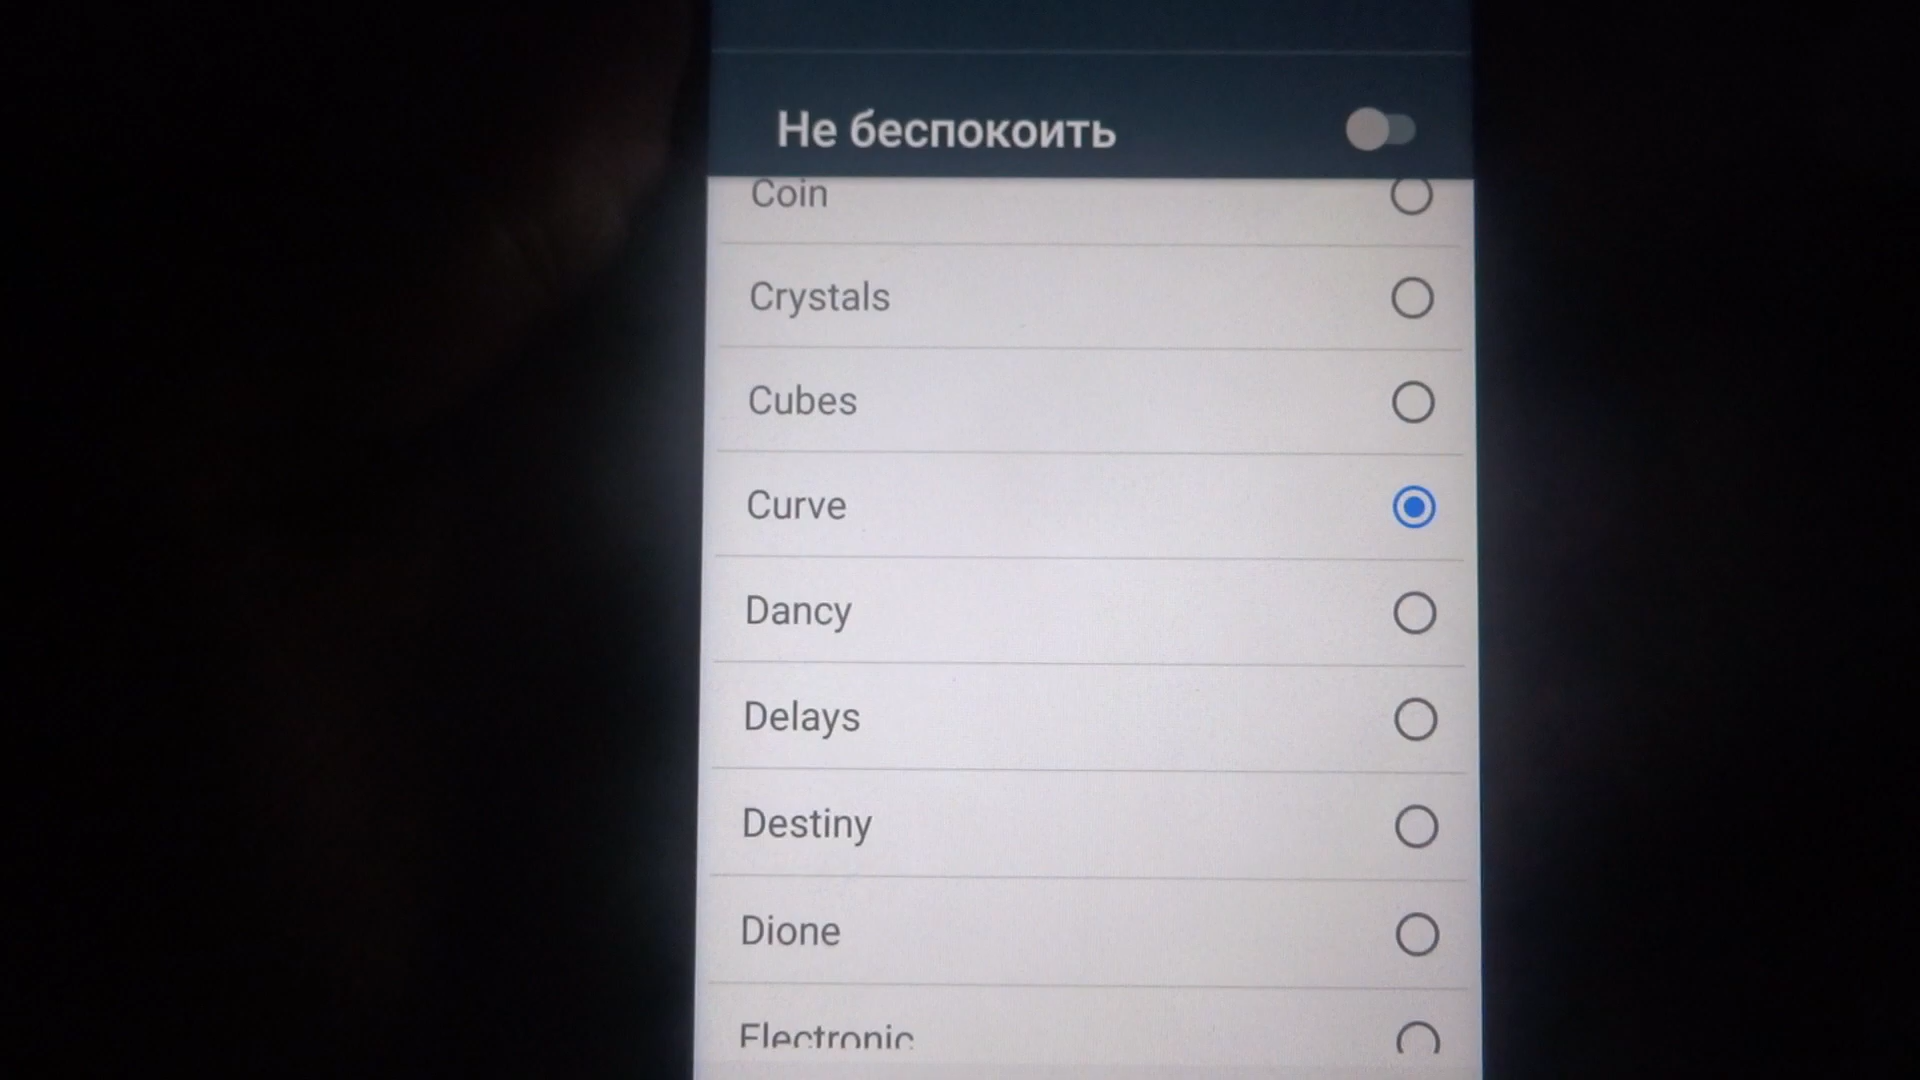 Не беспокоить
Coin
Crystals
Cubes
Curve
Dancy
Delays
Destiny
Dione
Electronic